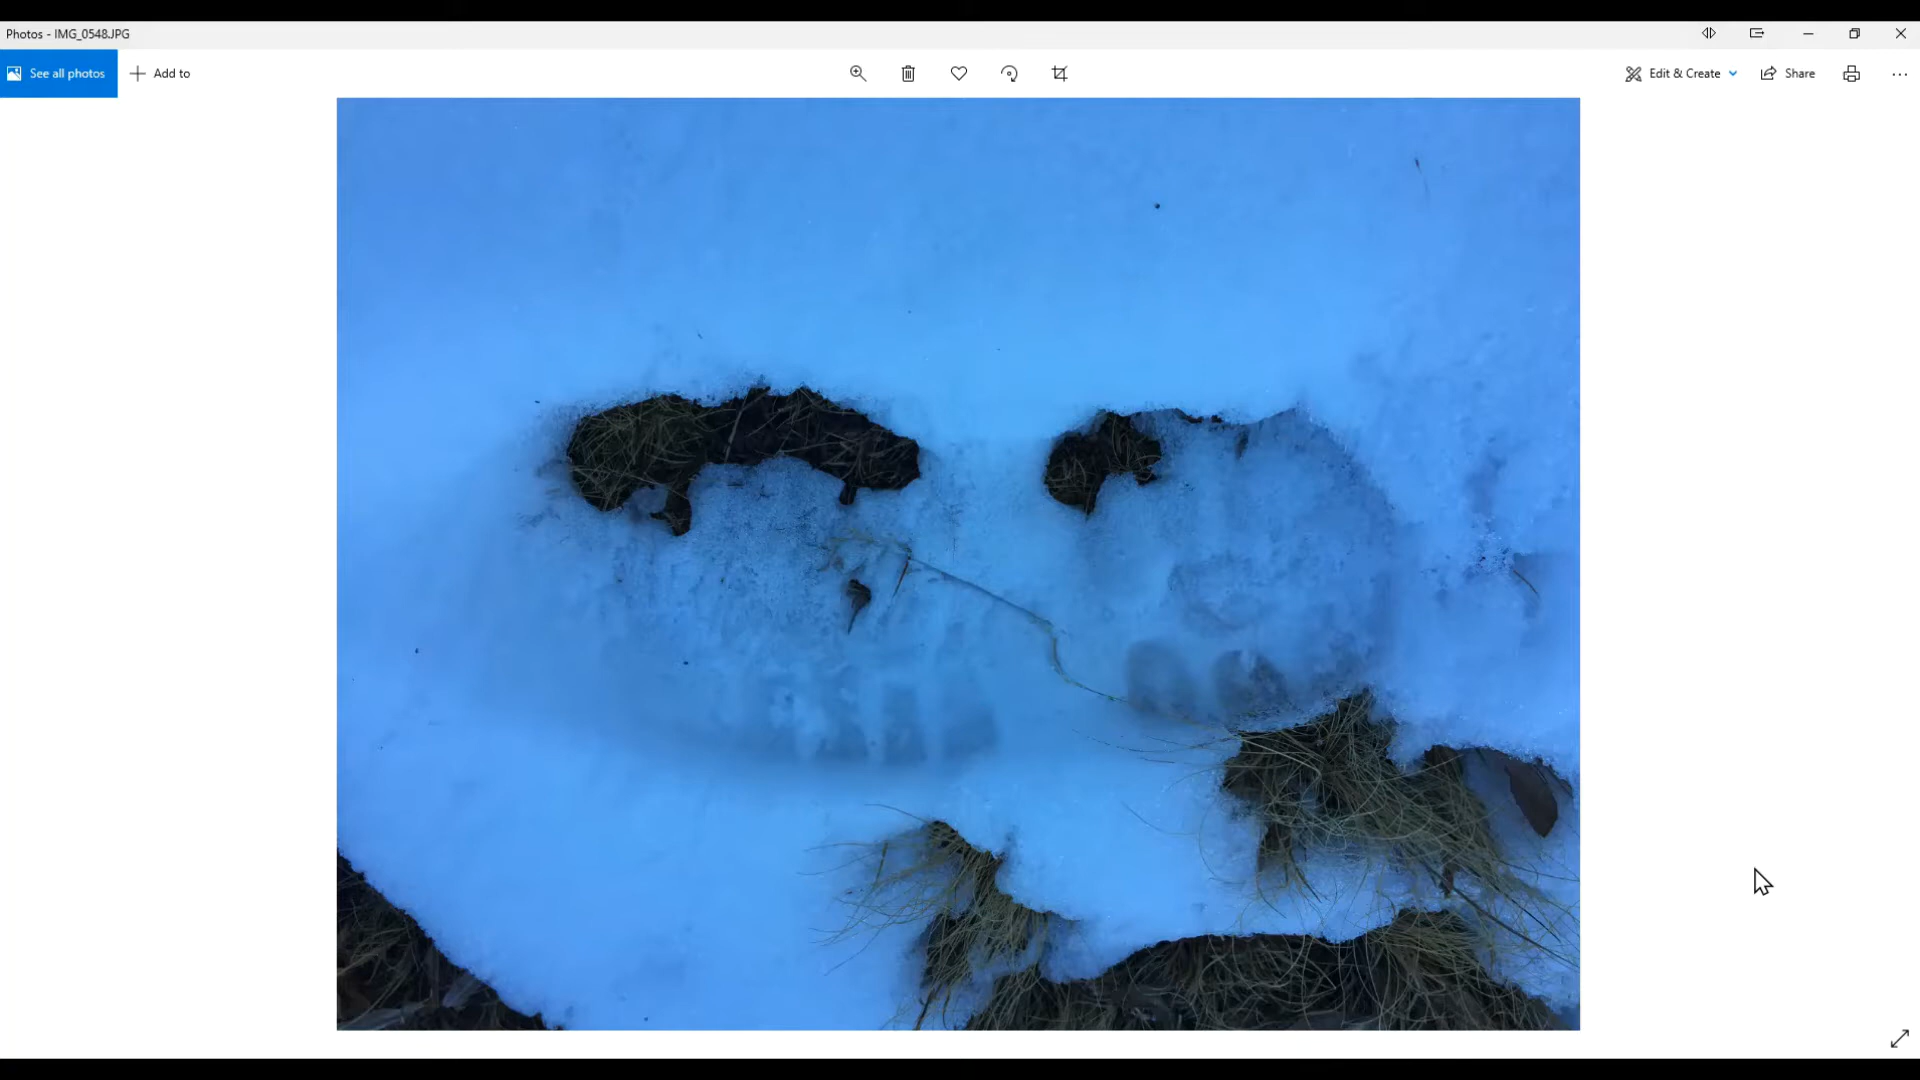 Photos - IMG_0548.JPG
See all photos
Add to
Edit & Create
Share